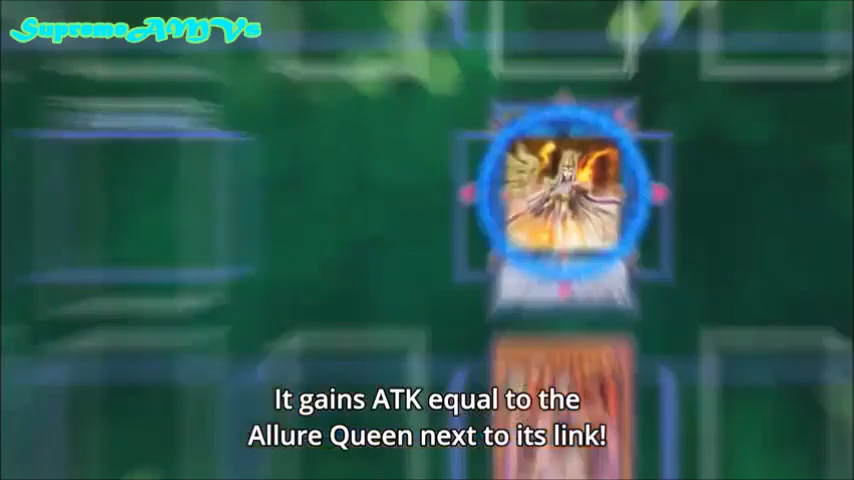 SupremeAMVs
It gains ATK equal to the
Allure Queen next to its link!